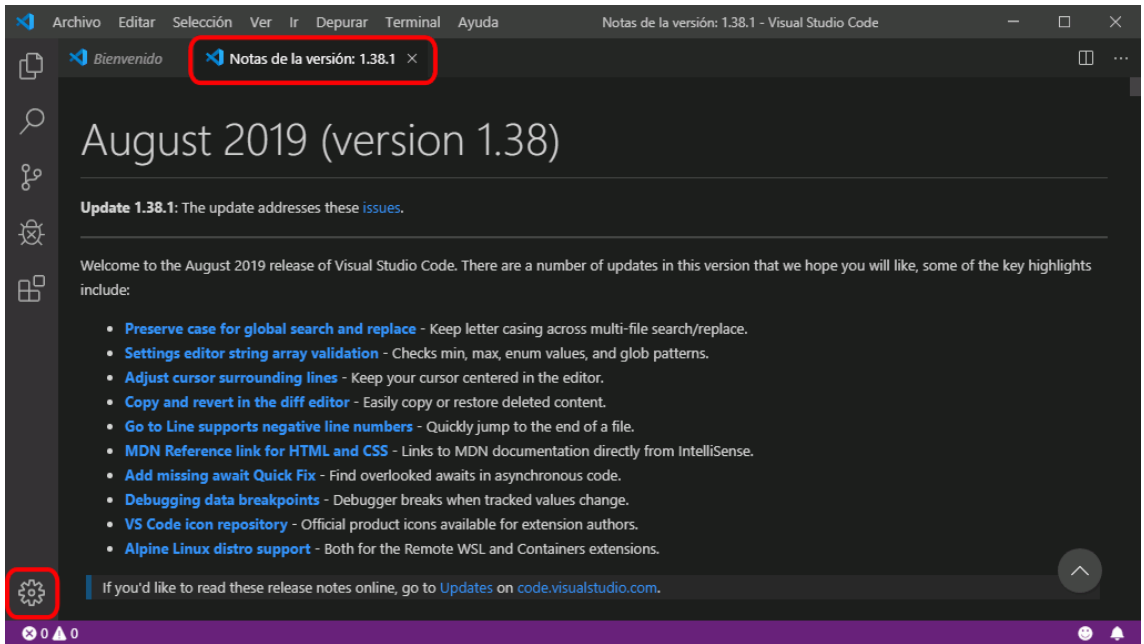 Archivo Editar Selección Ver Ir Depurar Terminal Ayuda Notas de la versión: 1.38.1 - Visual Studio Code
Bienvenido Notas de la versión: 1.38.1
August 2019 (version 1.38)
Update 1.38.1: The update addresses these issues.
Welcome to the August 2019 release of Visual Studio Code. There are a number of updates in this version that we hope you will like, some of the key highlights
include:
• Preserve case for global search and replace - Keep letter casing across multi-file search/replace.
• Settings editor string array validation - Checks min, max, enum values, and glob patterns.
• Adjust cursor surrounding lines - Keep your cursor centered in the editor.
• Copy and revert in the diff editor - Easily copy or restore deleted content.
• Go to Line supports negative line numbers - Quickly jump to the end of a file.
• MDN Reference link for HTML and CSS - Links to MDN documentation directly from IntelliSense.
• Add missing await Quick Fix - Find overlooked awaits in asynchronous code.
• Debugging data breakpoints - Debugger breaks when tracked values change.
• VS Code icon repository - Official product icons available for extension authors.
• Alpine Linux distro support - Both for the Remote WSL and Containers extensions.
If you'd like to read these release notes online, go to Updates on code.visualstudio.com.
0 0